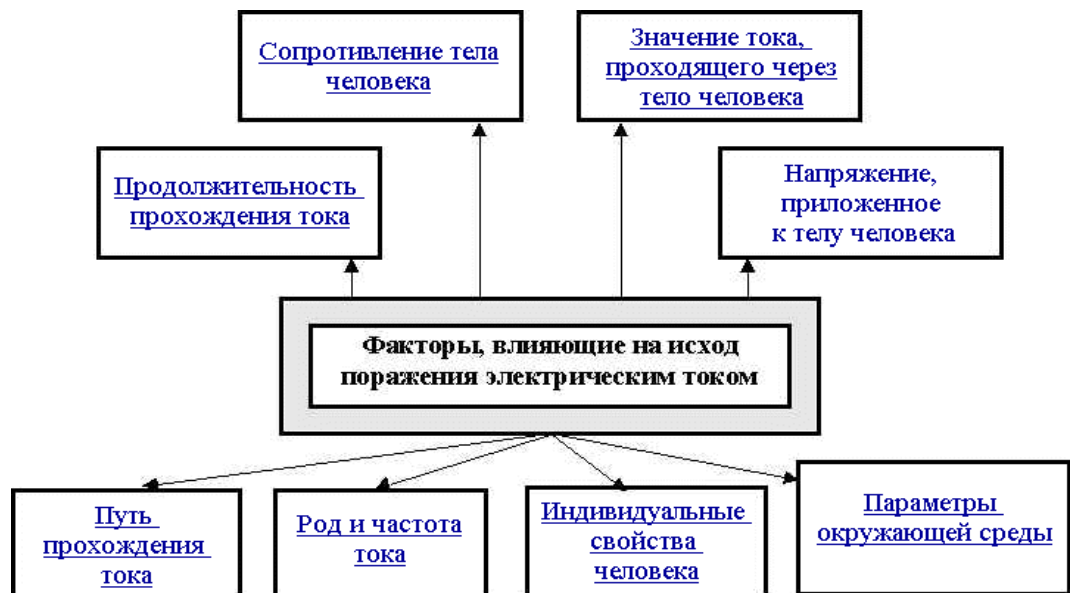 Сопротивление тела
человека
Значение тока,
проходящего через
тело человека
Продолжительность
прохождения тока
Напряжение,
приложенное
к телу человека
Факторы, влияющие на исход
поражения электрическим током
Путь
прохождения
тока
Род и частота
тока
Индивидуальные
свойства
человека
Параметры
окружающей среды